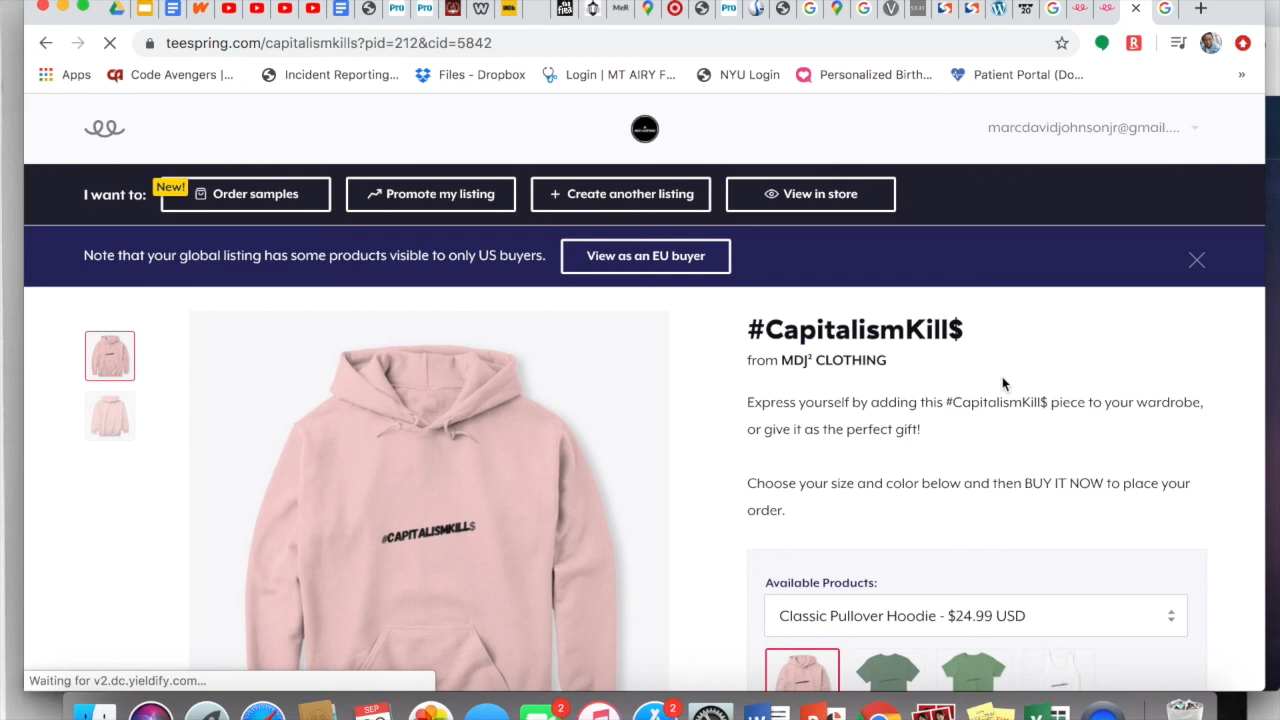 teespring.com/capitalismkills?pid=212&cid=5842
Apps
Code Avengers |...
Incident Reporting...
Files - Dropbox
Login | MT AIRY F...
NYU Login
Personalized Birth...
Patient Portal (Do...
»
marcdavidjohnsonjr@gmail....
I want to:
New!
Order samples
Promote my listing
+ Create another listing
View in store
Note that your global listing has some products visible to only US buyers.
View as an EU buyer
#CapitalismKill$
from MDJ² CLOTHING
Express yourself by adding this #CapitalismKill$ piece to your wardrobe,
or give it as the perfect gift!
Choose your size and color below and then BUY IT NOW to place your
order.
#CAPITALISMKILL$
Available Products:
Classic Pullover Hoodie - $24.99 USD
Waiting for v2.dc.yieldify.com...
SEP
2
2